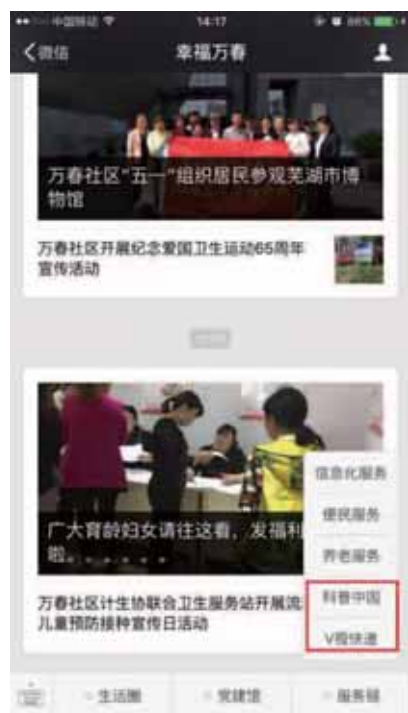 中国移动 14:17
微信 幸福万春
万春社区“五一”组织居民参观芜湖市博
物馆
万春社区开展纪念爱国卫生运动65周年
宣传活动
广大育龄妇女请往这看，发福利
啦。。。。。。
信息化服务
便民服务
养老服务
科普中国
V视快递
万春社区计生协联合卫生服务站开展流
儿童预防接种宣传日活动
生活圈 党建馆 服务链